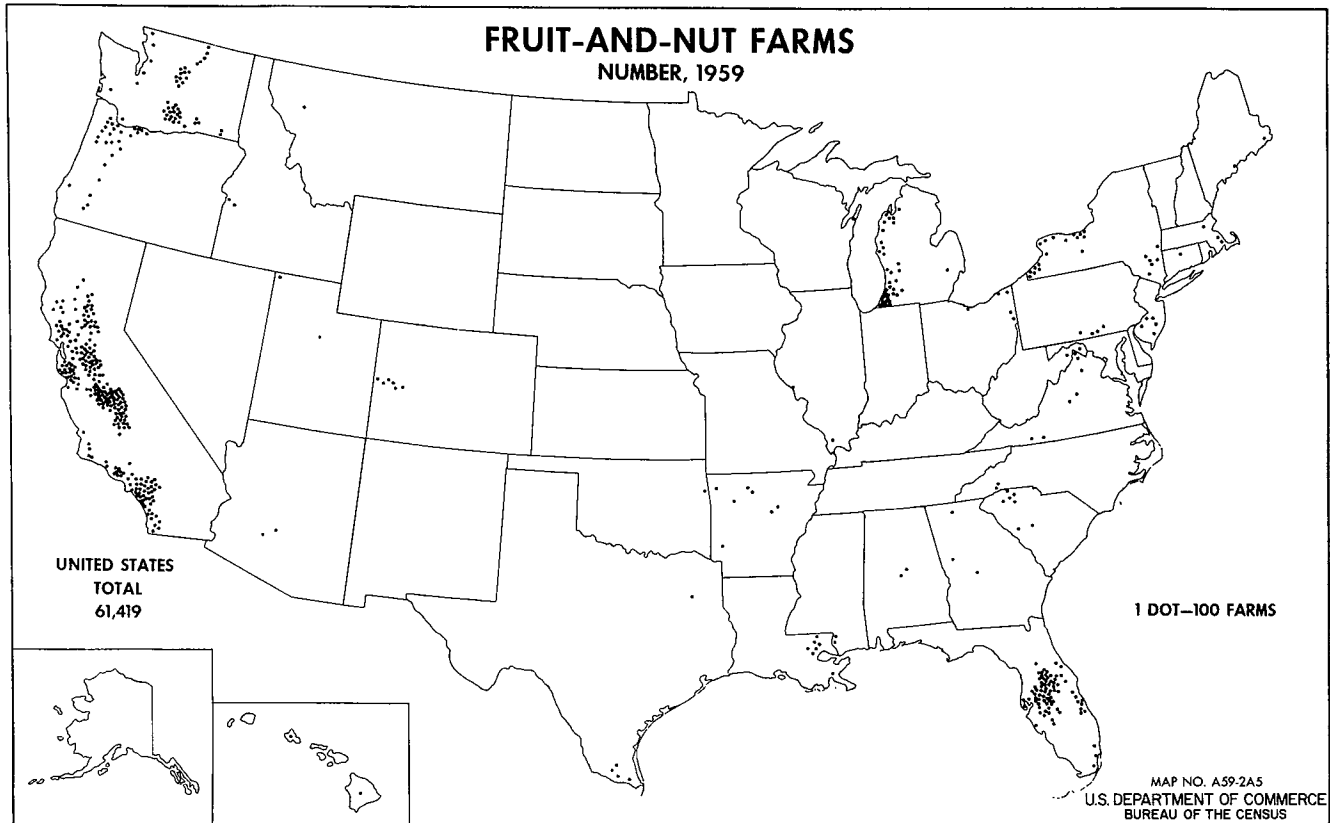 FRUIT-AND-NUT FARMS
NUMBER, 1959
UNITED STATES
TOTAL
61,419
1 DOT—100 FARMS
MAP NO. A59-2A5
U.S. DEPARTMENT OF COMMERCE
BUREAU OF THE CENSUS